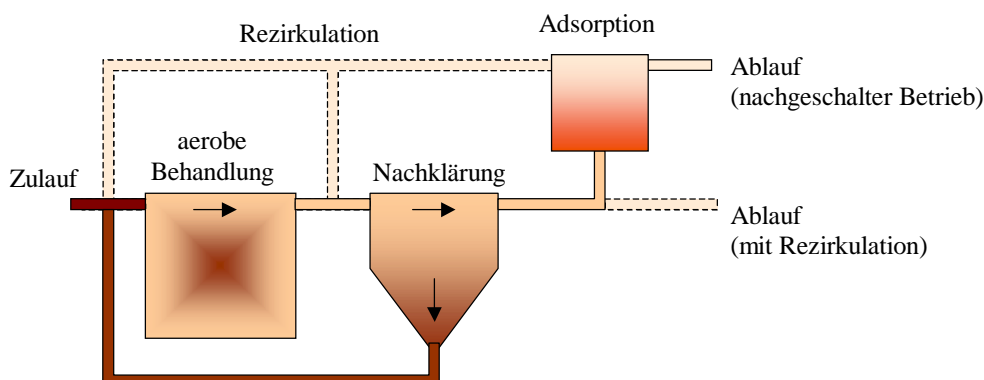 Adsorption
Rezirkulation
Ablauf
(nachgeschalter Betrieb)
aerobe
Behandlung
Nachklärung
Zulauf
Ablauf
(mit Rezirkulation)